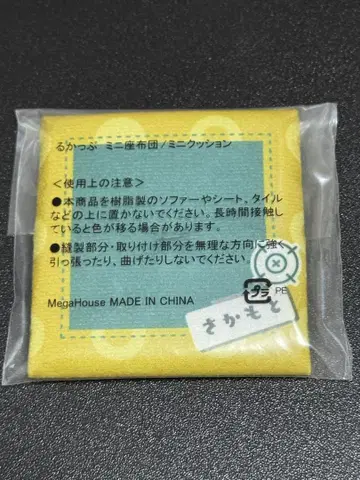 るかっぷ ミニ座布団/ミニクッション
＜使用上の注意＞
●本商品を樹脂製のソファーやシート、タイル
などの上に置かないでください。長時間接触し
ていると色が移る場合があります。
●縫製部分・取り付け部分を無理な方向に強く
引っ張ったり、曲げたりしないでください。
MegaHouse MADE IN CHINA
プラ PE
さかもと